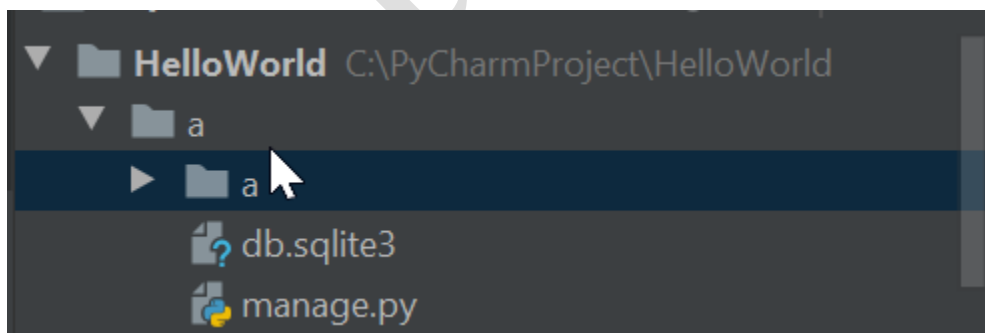 HelloWorld C:\PyCharmProject\HelloWorld
a
a
db.sqlite3
manage.py